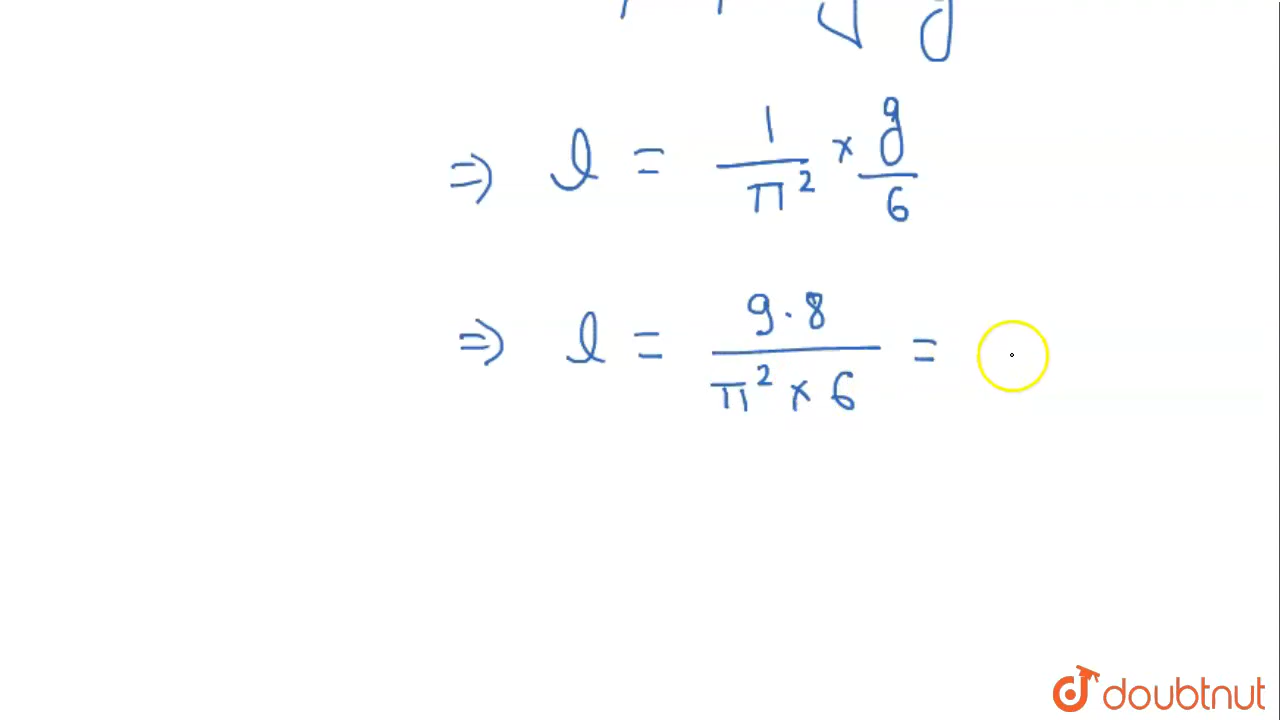 ⇒ l = 1/π² × g/6
⇒ l = 9.8/(π² × 6) =
doubtnut